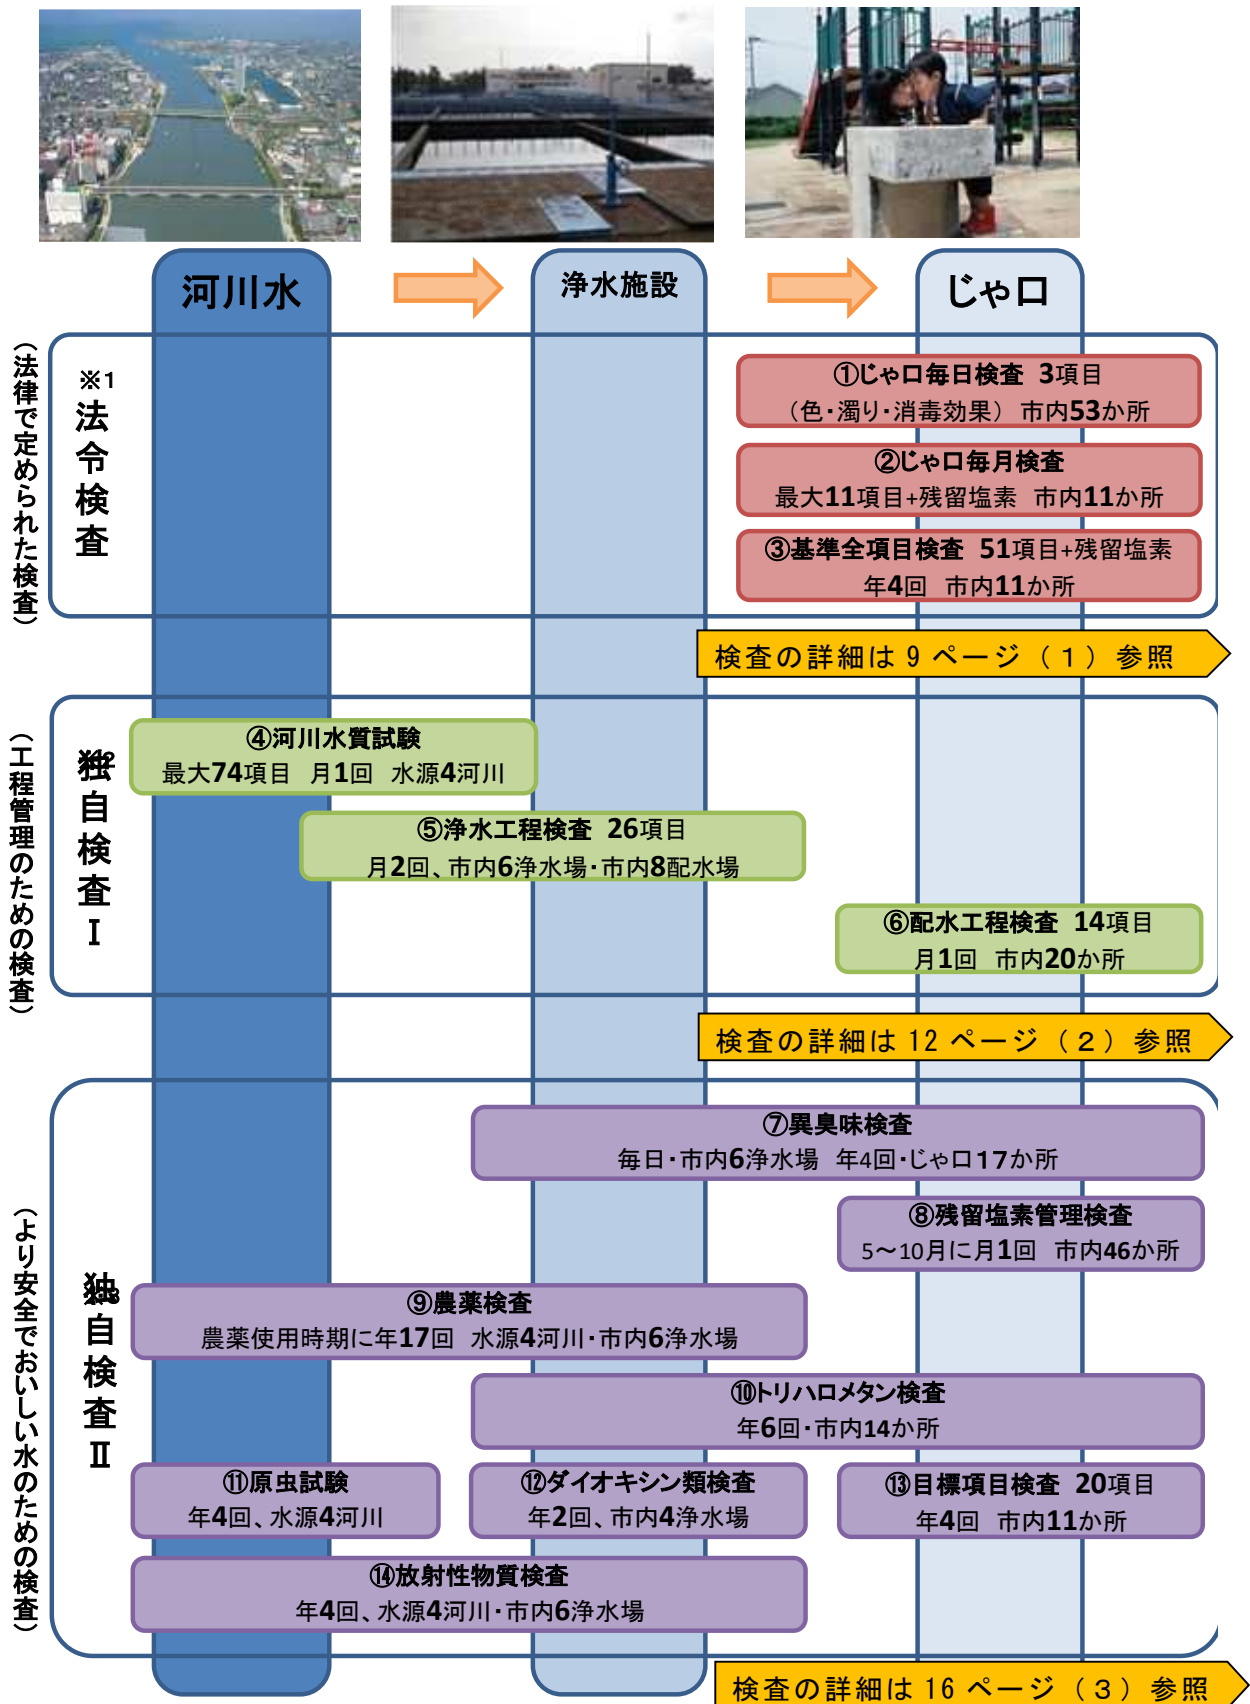 河川水
浄水施設
じゃ口
(法律で定められた検査)
※1
法令検査
①じゃ口毎日検査 3項目
(色・濁り・消毒効果) 市内53か所
②じゃ口毎月検査
最大11項目+残留塩素 市内11か所
③基準全項目検査 51項目+残留塩素
年4回 市内11か所
検査の詳細は 9 ページ (1) 参照
(工程管理のための検査)
独自検査Ⅰ
④河川水質試験
最大74項目 月1回 水源4河川
⑤浄水工程検査 26項目
月2回、市内6浄水場・市内8配水場
⑥配水工程検査 14項目
月1回 市内20か所
検査の詳細は 12 ページ (2) 参照
(より安全でおいしい水のための検査)
独自検査Ⅱ
⑦異臭味検査
毎日・市内6浄水場 年4回・じゃ口17か所
⑧残留塩素管理検査
5～10月に月1回 市内46か所
⑨農薬検査
農薬使用時期に年17回 水源4河川・市内6浄水場
⑩トリハロメタン検査
年6回・市内14か所
⑪原虫試験
年4回、水源4河川
⑫ダイオキシン類検査
年2回、市内4浄水場
⑬目標項目検査 20項目
年4回 市内11か所
⑭放射性物質検査
年4回、水源4河川・市内6浄水場
検査の詳細は 16 ページ (3) 参照